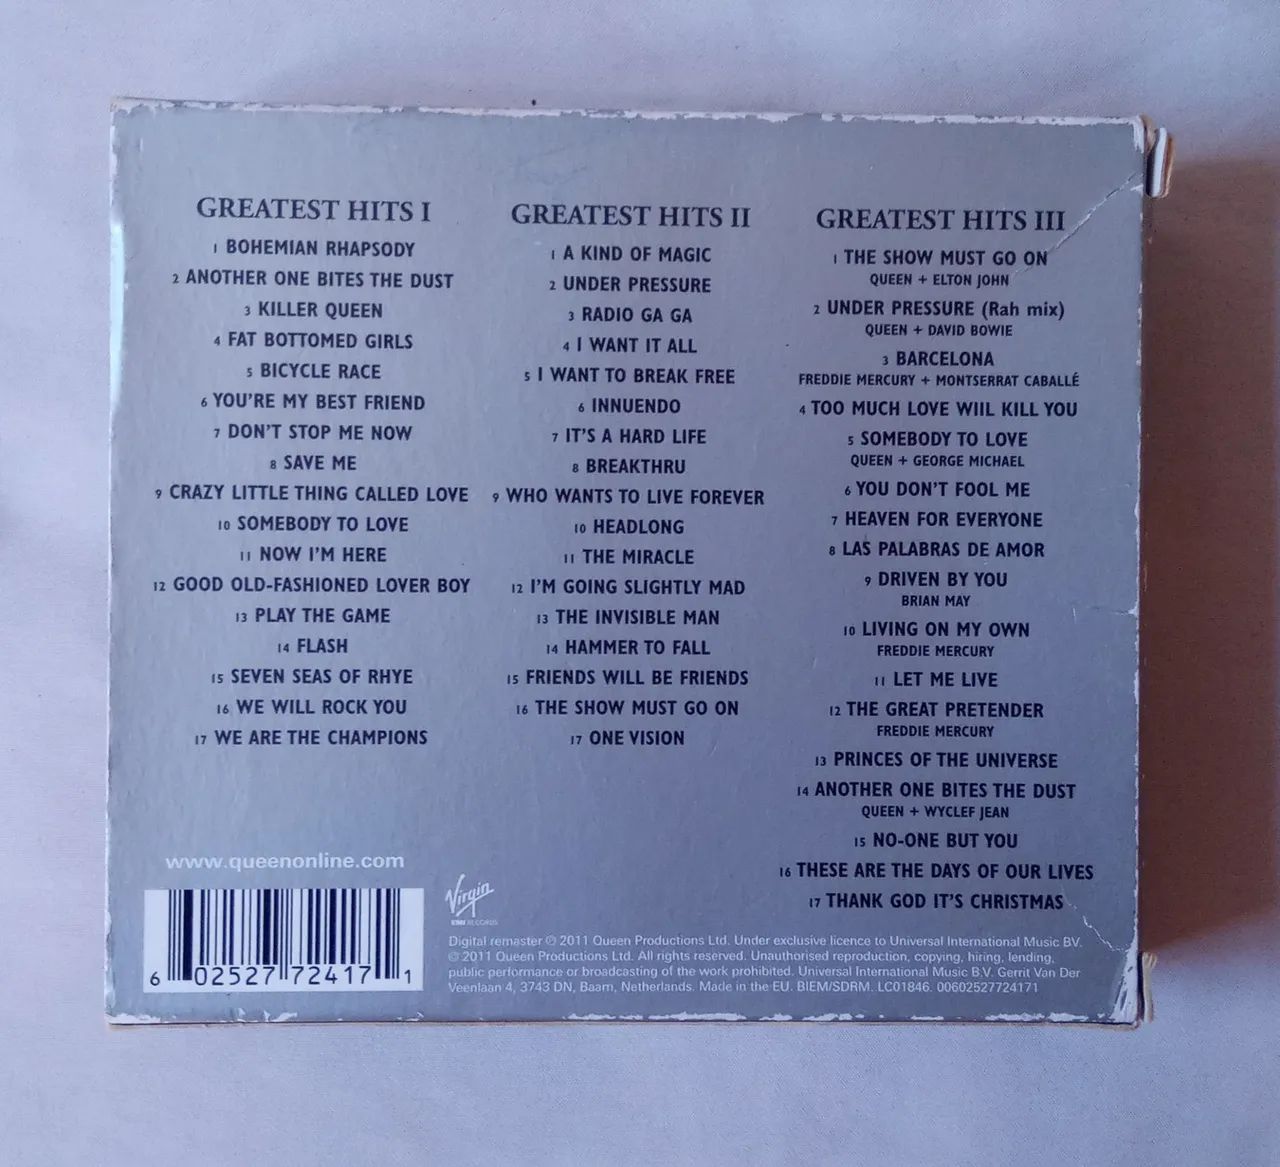 GREATEST HITS I
1 BOHEMIAN RHAPSODY
2 ANOTHER ONE BITES THE DUST
3 KILLER QUEEN
4 FAT BOTTOMED GIRLS
5 BICYCLE RACE
6 YOU'RE MY BEST FRIEND
7 DON'T STOP ME NOW
8 SAVE ME
9 CRAZY LITTLE THING CALLED LOVE
10 SOMEBODY TO LOVE
11 NOW I'M HERE
12 GOOD OLD-FASHIONED LOVER BOY
13 PLAY THE GAME
14 FLASH
15 SEVEN SEAS OF RHYE
16 WE WILL ROCK YOU
17 WE ARE THE CHAMPIONS
GREATEST HITS II
1 A KIND OF MAGIC
2 UNDER PRESSURE
3 RADIO GA GA
4 I WANT IT ALL
5 I WANT TO BREAK FREE
6 INNUENDO
7 IT'S A HARD LIFE
8 BREAKTHRU
9 WHO WANTS TO LIVE FOREVER
10 HEADLONG
11 THE MIRACLE
12 I'M GOING SLIGHTLY MAD
13 THE INVISIBLE MAN
14 HAMMER TO FALL
15 FRIENDS WILL BE FRIENDS
16 THE SHOW MUST GO ON
17 ONE VISION
GREATEST HITS III
1 THE SHOW MUST GO ON
QUEEN + ELTON JOHN
2 UNDER PRESSURE (Rah mix)
QUEEN + DAVID BOWIE
3 BARCELONA
FREDDIE MERCURY + MONTSERRAT CABALLÉ
4 TOO MUCH LOVE WIIL KILL YOU
5 SOMEBODY TO LOVE
QUEEN + GEORGE MICHAEL
6 YOU DON'T FOOL ME
7 HEAVEN FOR EVERYONE
8 LAS PALABRAS DE AMOR
9 DRIVEN BY YOU
BRIAN MAY
10 LIVING ON MY OWN
FREDDIE MERCURY
11 LET ME LIVE
12 THE GREAT PRETENDER
FREDDIE MERCURY
13 PRINCES OF THE UNIVERSE
14 ANOTHER ONE BITES THE DUST
QUEEN + WYCLEF JEAN
15 NO-ONE BUT YOU
16 THESE ARE THE DAYS OF OUR LIVES
17 THANK GOD IT'S CHRISTMAS
www.queenonline.com
6 02527 72417 1
Virgin
EMI RECORDS
Digital remaster ℗ 2011 Queen Productions Ltd. Under exclusive licence to Universal International Music BV.
© 2011 Queen Productions Ltd. All rights reserved. Unauthorised reproduction, copying, hiring, lending,
public performance or broadcasting of the work prohibited. Universal International Music B.V. Gerrit Van Der
Veenlaan 4, 3743 DN, Baarn, Netherlands. Made in the EU. BIEM/SDRM. LC01846. 00602527724171